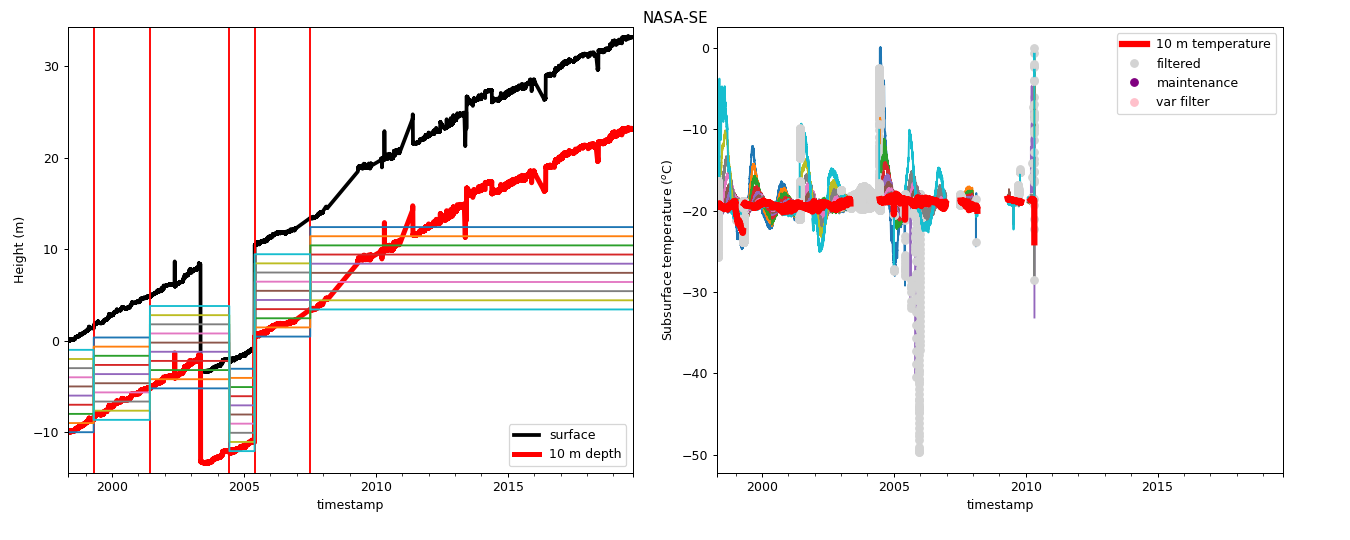 NASA-SE
Height (m)
30
20
10
0
−10
2000
2005
2010
2015
timestamp
surface
10 m depth
Subsurface temperature (°C)
0
−10
−20
−30
−40
−50
2000
2005
2010
2015
timestamp
10 m temperature
filtered
maintenance
var filter